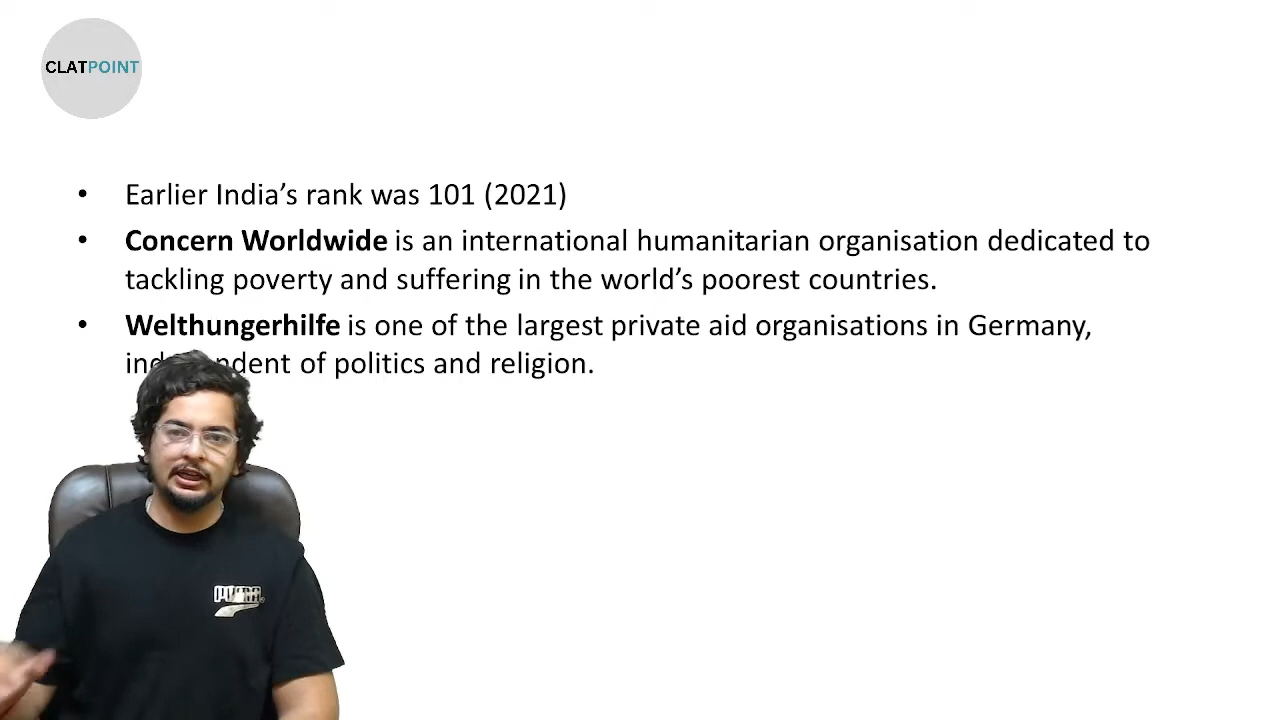 CLATPOINT
• Earlier India’s rank was 101 (2021)
• Concern Worldwide is an international humanitarian organisation dedicated to
tackling poverty and suffering in the world’s poorest countries.
• Welthungerhilfe is one of the largest private aid organisations in Germany,
of politics and religion.
PUMA